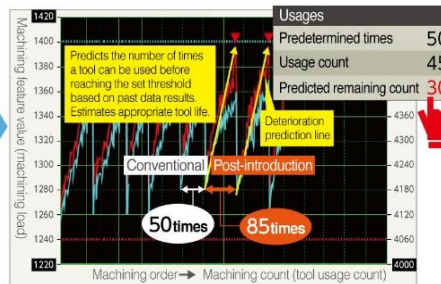 Usages
Predetermined times 50
Usage count 45
Predicted remaining count 30
Machining feature value (machining load)
1420
1400
1380
1360
1340
1320
1300
1280
1260
1240
1220
Predicts the number of times
a tool can be used before
reaching the set threshold
based on past data results.
Estimates appropriate tool life.
Deterioration
prediction line
Conventional
Post-introduction
50times
85times
4360
4300
4240
4180
4120
4060
4000
Machining order→ Machining count (tool usage count)